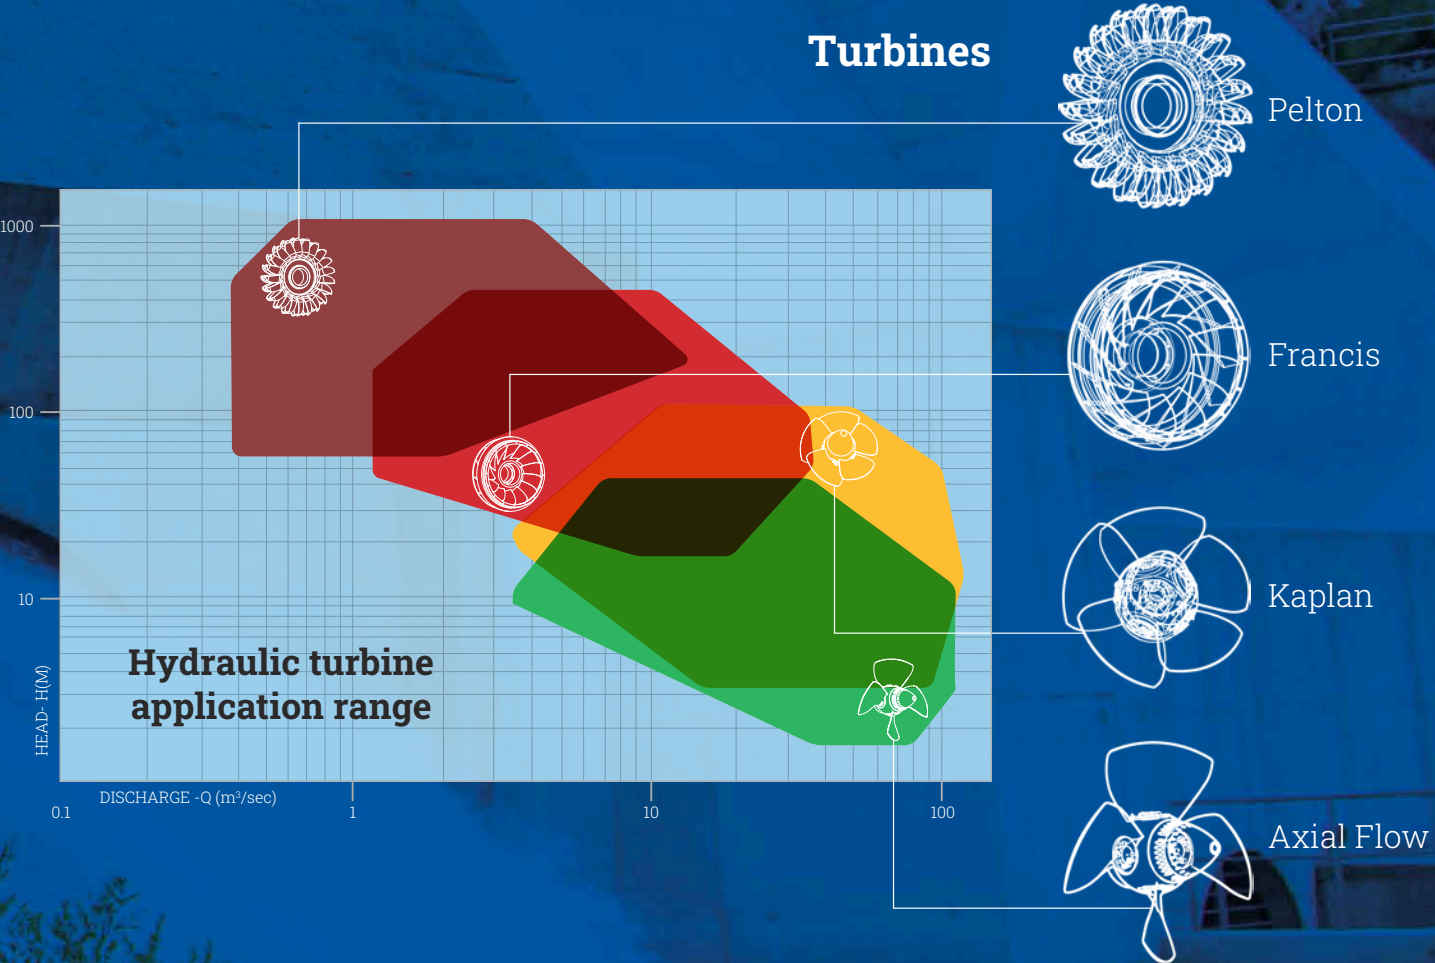 Turbines
Pelton
Francis
Kaplan
Axial Flow
1000
100
10
HEAD- H(M)
Hydraulic turbine
application range
DISCHARGE -Q (m³/sec)
0.1
1
10
100